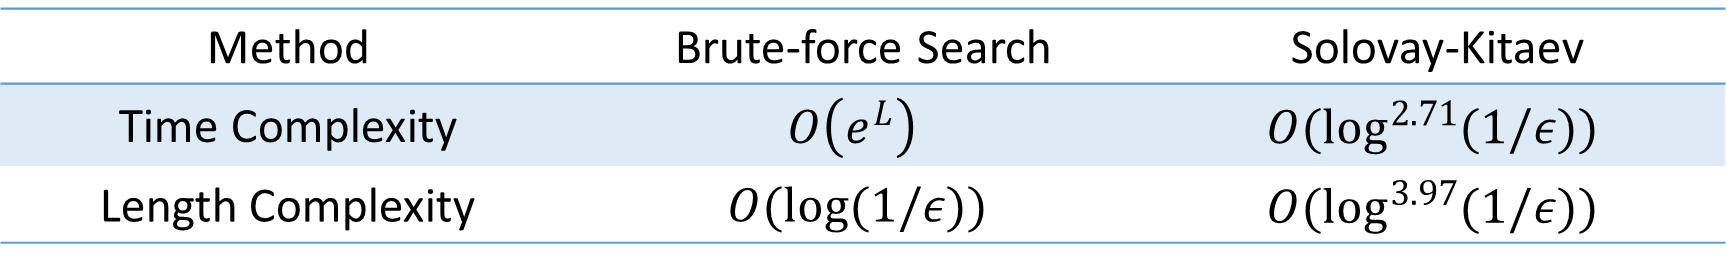 Method Brute-force Search Solovay-Kitaev
Time Complexity O(e^L) O(log^2.71(1/ϵ))
Length Complexity O(log(1/ϵ)) O(log^3.97(1/ϵ))